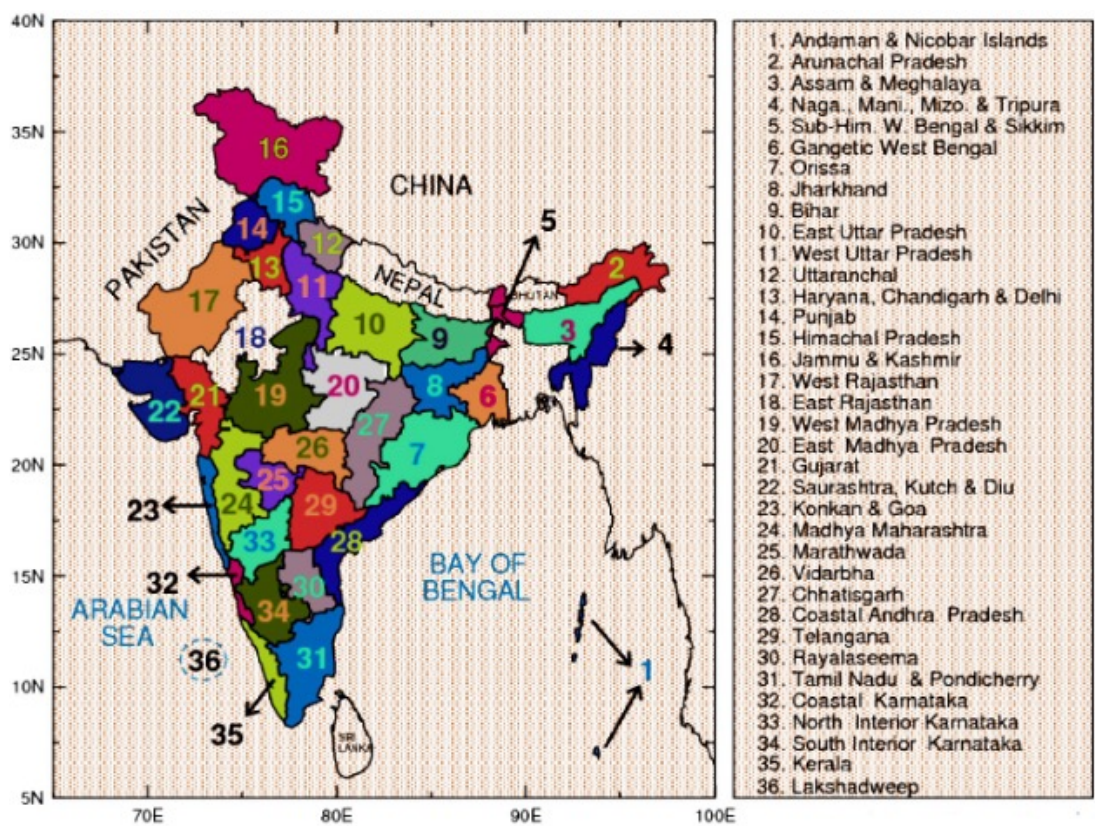 40N
35N
30N
25N
20N
15N
10N
5N
70E
80E
90E
100E
CHINA
PAKISTAN
NEPAL
BHUTAN
BAY OF
BENGAL
ARABIAN
SEA
SRI
LANKA
16
15
14
13
12
11
17
18
10
9
5
2
3
4
19
20
8
6
21
22
27
7
26
25
24
23
29
28
33
32
30
34
31
36
35
1
1. Andaman & Nicobar Islands
2. Arunachal Pradesh
3. Assam & Meghalaya
4. Naga., Mani., Mizo. & Tripura
5. Sub-Him. W. Bengal & Sikkim
6. Gangetic West Bengal
7. Orissa
8. Jharkhand
9. Bihar
10. East Uttar Pradesh
11. West Uttar Pradesh
12. Uttaranchal
13. Haryana, Chandigarh & Delhi
14. Punjab
15. Himachal Pradesh
16. Jammu & Kashmir
17. West Rajasthan
18. East Rajasthan
19. West Madhya Pradesh
20. East Madhya Pradesh
21. Gujarat
22. Saurashtra, Kutch & Diu
23. Konkan & Goa
24. Madhya Maharashtra
25. Marathwada
26. Vidarbha
27. Chhatisgarh
28. Coastal Andhra Pradesh
29. Telangana
30. Rayalaseema
31. Tamil Nadu & Pondicherry
32. Coastal Karnataka
33. North Interior Karnataka
34. South Interior Karnataka
35. Kerala
36. Lakshadweep